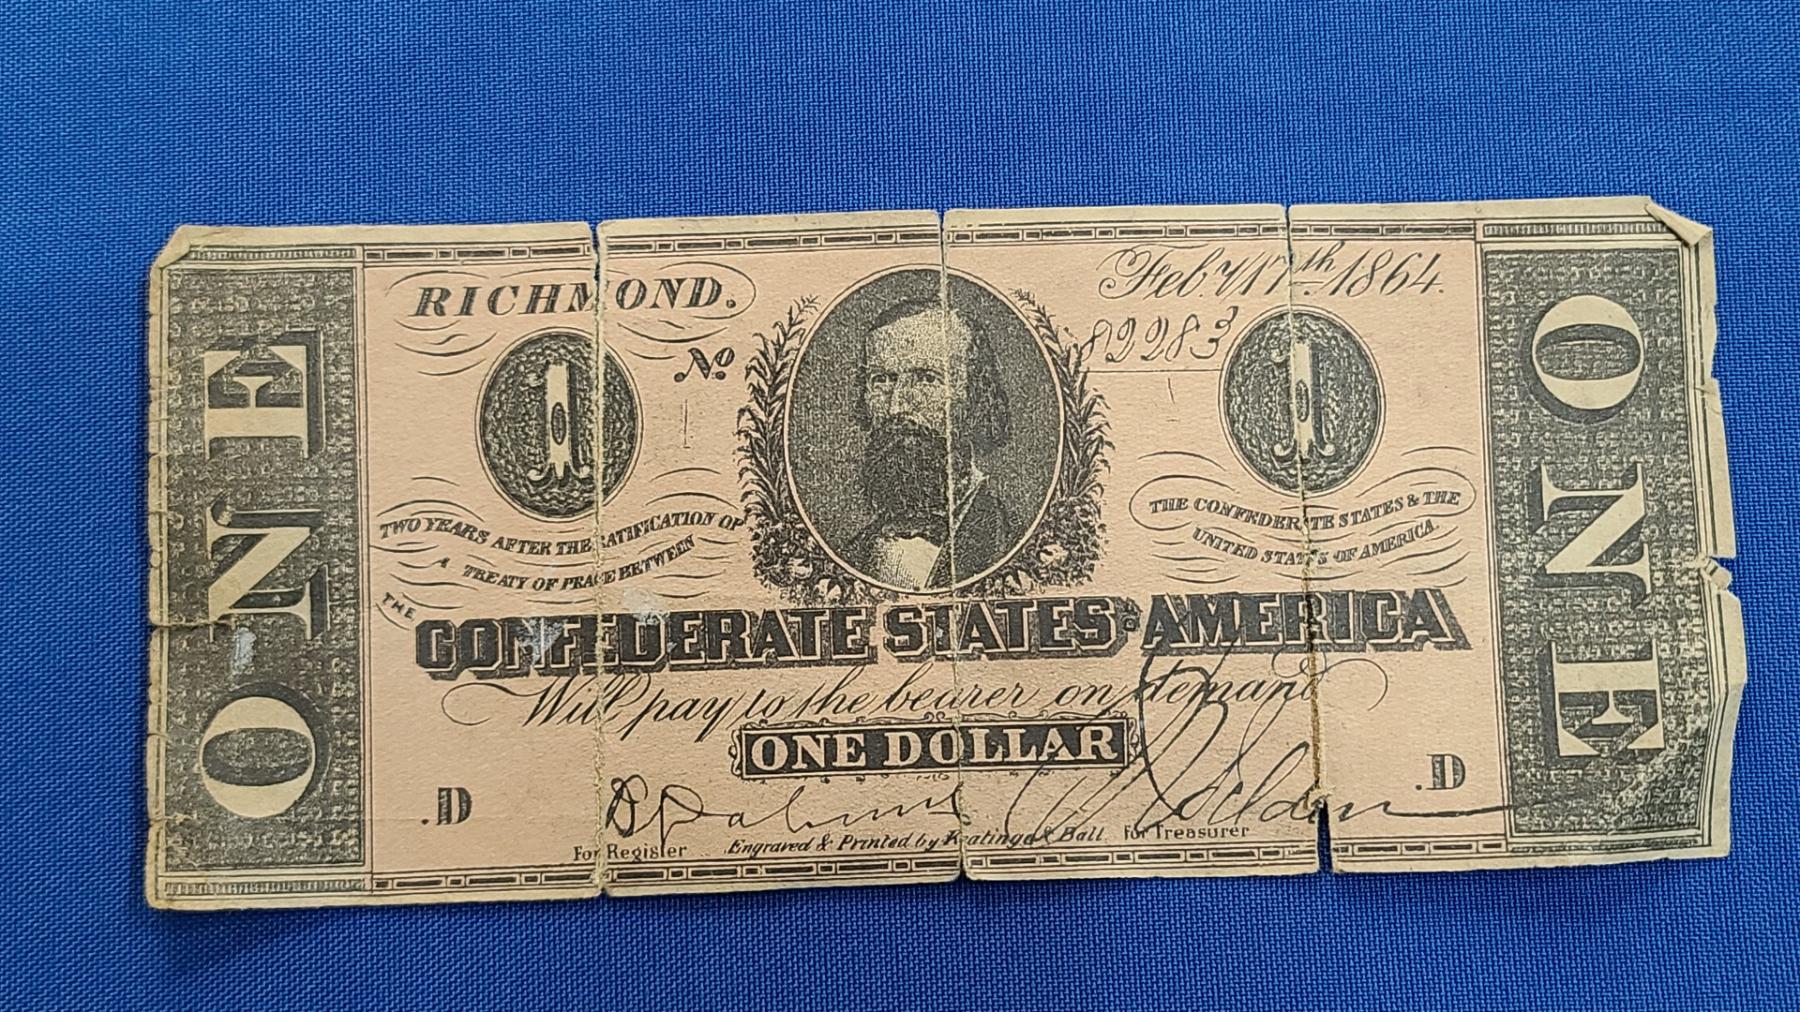 ONE
RICHMOND.
Feb.y 17th 1864.
No 82283
1
1
TWO YEARS AFTER THE RATIFICATION OF
A TREATY OF PEACE BETWEEN
THE CONFEDERATE STATES & THE
UNITED STATES OF AMERICA
THE
CONFEDERATE STATES AMERICA
Will pay to the bearer on demand
ONE DOLLAR
.D
.D
For Register
Engraved & Printed by Keatinge & Ball
For Treasurer
ONE